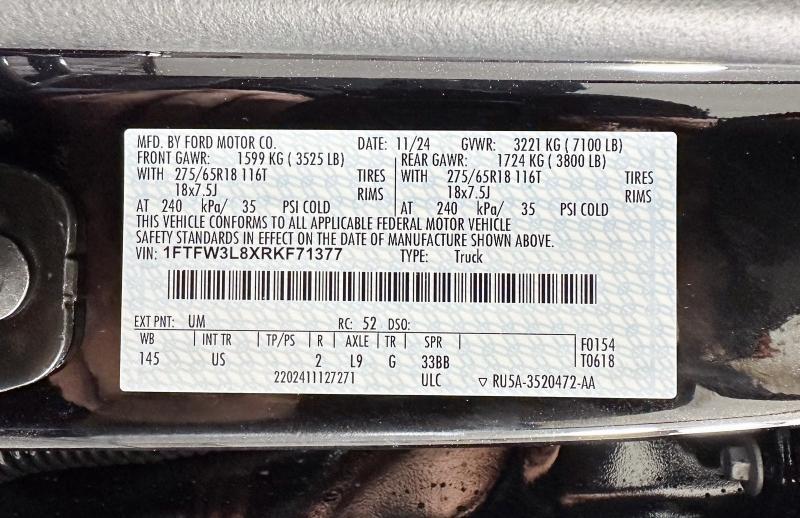 MFD. BY FORD MOTOR CO. DATE: 11/24 GVWR: 3221 KG ( 7100 LB)
FRONT GAWR: 1599 KG ( 3525 LB) REAR GAWR: 1724 KG ( 3800 LB)
WITH 275/65R18 116T TIRES WITH 275/65R18 116T TIRES
18x7.5J RIMS 18x7.5J RIMS
AT 240 kPa/ 35 PSI COLD AT 240 kPa/ 35 PSI COLD
THIS VEHICLE CONFORMS TO ALL APPLICABLE FEDERAL MOTOR VEHICLE
SAFETY STANDARDS IN EFFECT ON THE DATE OF MANUFACTURE SHOWN ABOVE.
VIN: 1FTFW3L8XRKF71377 TYPE: Truck
EXT PNT: UM RC: 52 DSO:
WB INT TR TP/PS R AXLE TR SPR F0154
145 US 2 L9 G 33BB T0618
2202411127271 ULC ▽ RU5A-3520472-AA